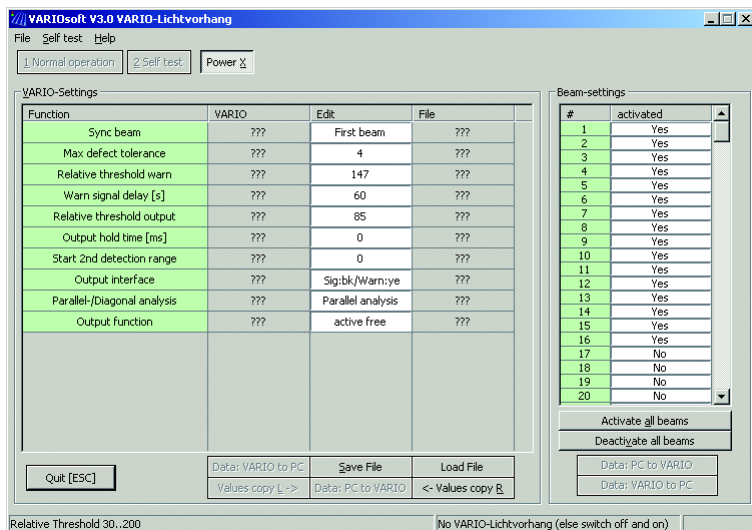 VARIOsoft V3.0 VARIO-Lichtvorhang
File Self test Help
1 Normal operation 2 Self test Power X
VARIO-Settings Beam-settings
Function VARIO Edit File # activated
Sync beam ??? First beam ???
Max defect tolerance ??? 4 ???
Relative threshold warn ??? 147 ???
Warn signal delay [s] ??? 60 ???
Relative threshold output ??? 85 ???
Output hold time [ms] ??? 0 ???
Start 2nd detection range ??? 0 ???
Output interface ??? Sig:bk/Warn:ye ???
Parallel-/Diagonal analysis ??? Parallel analysis ???
Output function ??? active free ???
1 Yes
2 Yes
3 Yes
4 Yes
5 Yes
6 Yes
7 Yes
8 Yes
9 Yes
10 Yes
11 Yes
12 Yes
13 Yes
14 Yes
15 Yes
16 Yes
17 No
18 No
19 No
20 No
Activate all beams
Deactivate all beams
Data: PC to VARIO
Data: VARIO to PC
Quit [ESC]
Data: VARIO to PC Save File Load File
Values copy L -> Data: PC to VARIO <- Values copy R
Relative Threshold 30..200 No VARIO-Lichtvorhang (else switch off and on)